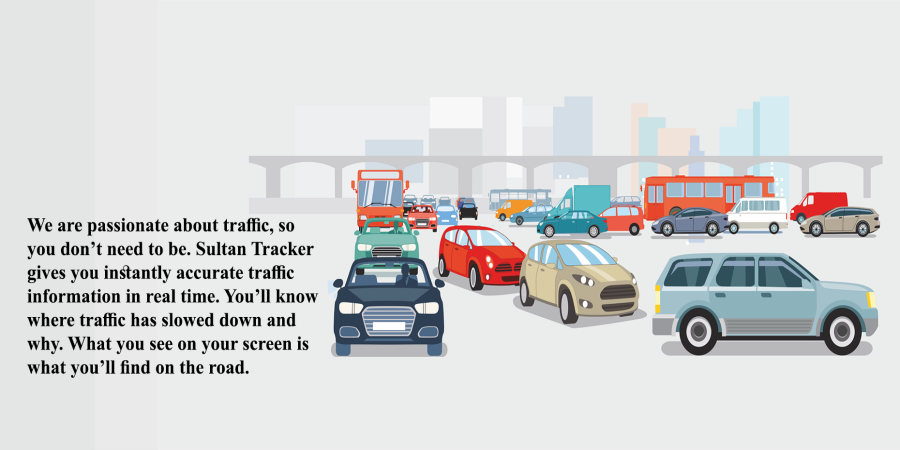 We are passionate about traffic, so
you don’t need to be. Sultan Tracker
gives you instantly accurate traffic
information in real time. You’ll know
where traffic has slowed down and
why. What you see on your screen is
what you’ll find on the road.